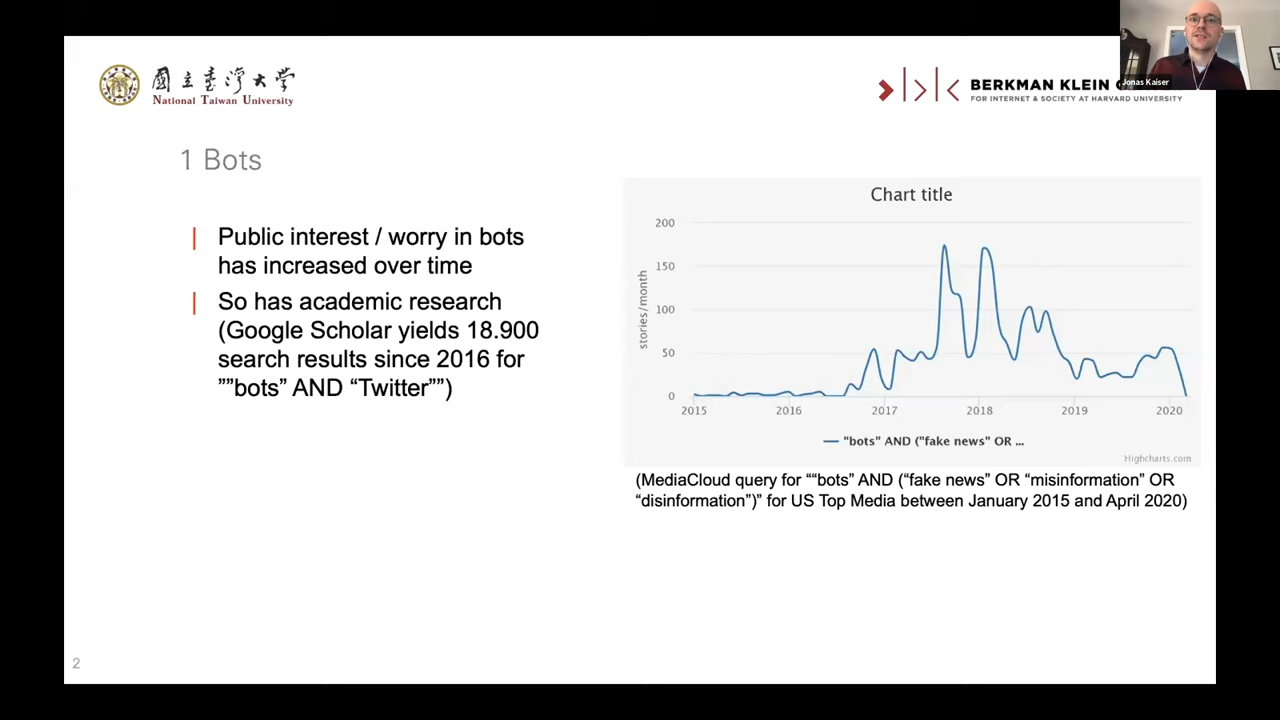 國立臺灣大學
National Taiwan University
BERKMAN KLEIN
FOR INTERNET & SOCIETY AT HARVARD UNIVERSITY
Jonas Kaiser
1 Bots
Public interest / worry in bots
has increased over time
So has academic research
(Google Scholar yields 18.900
search results since 2016 for
””bots” AND “Twitter””)
Chart title
stories/month
200
150
100
50
0
2015 2016 2017 2018 2019 2020
"bots" AND ("fake news" OR ...
Highcharts.com
(MediaCloud query for ““bots” AND (“fake news” OR “misinformation” OR
“disinformation”)” for US Top Media between January 2015 and April 2020)
2